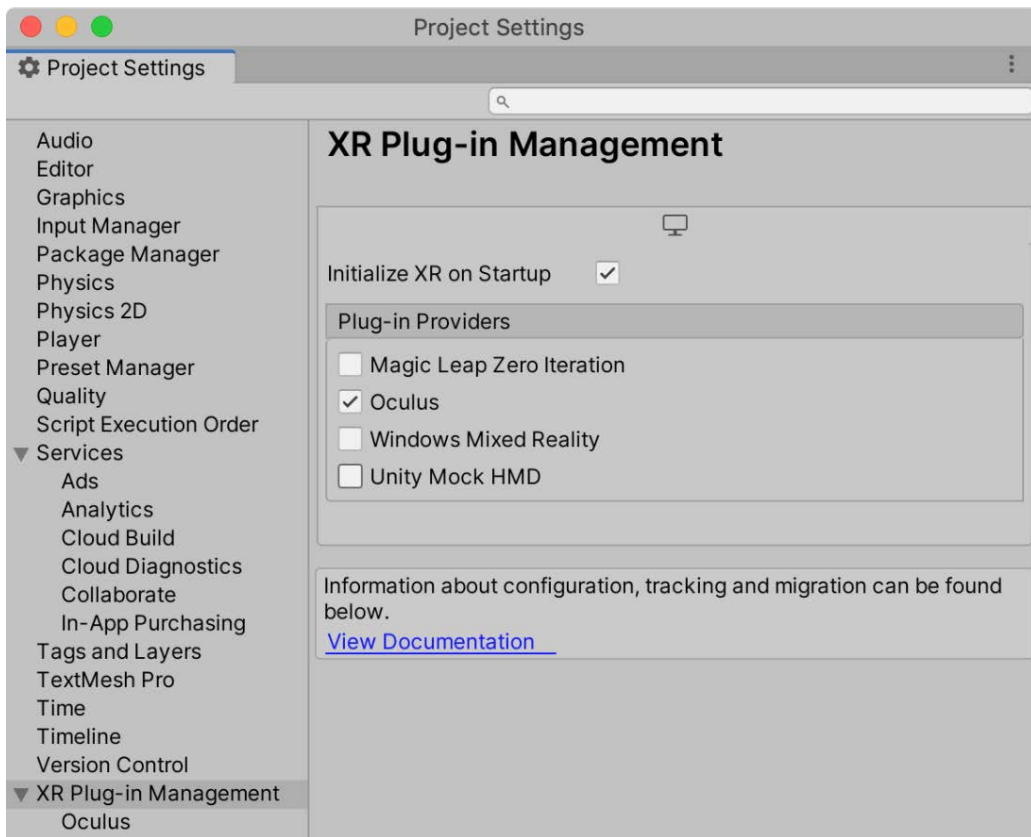 Project Settings
Project Settings
Audio
Editor
Graphics
Input Manager
Package Manager
Physics
Physics 2D
Player
Preset Manager
Quality
Script Execution Order
Services
Ads
Analytics
Cloud Build
Cloud Diagnostics
Collaborate
In-App Purchasing
Tags and Layers
TextMesh Pro
Time
Timeline
Version Control
XR Plug-in Management
Oculus
XR Plug-in Management
Initialize XR on Startup
Plug-in Providers
Magic Leap Zero Iteration
Oculus
Windows Mixed Reality
Unity Mock HMD
Information about configuration, tracking and migration can be found
below.
View Documentation